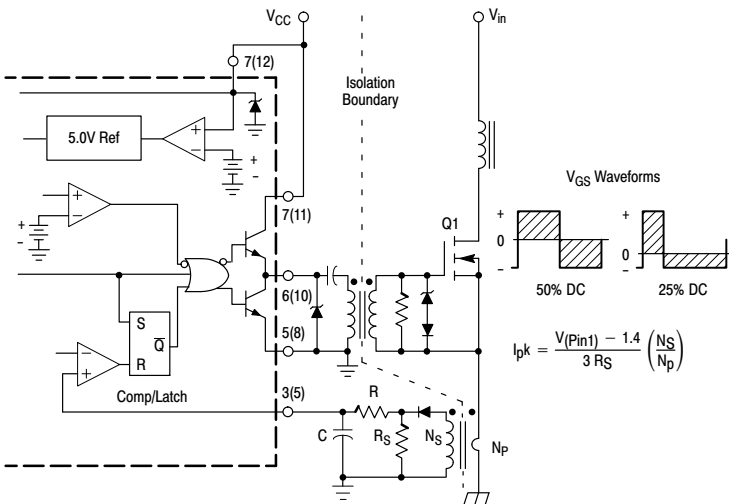 VCC
Vin
7(12)
Isolation
Boundary
5.0V Ref
+
−
+
−
7(11)
Q1
VGS Waveforms
+
0
−
+
0
−
50% DC
25% DC
+
−
+
−
6(10)
5(8)
S
Q̅
R
−
+
Comp/Latch
3(5)
R
C
RS
NS
NP
Ipk = V(Pin1) − 1.4 / 3 RS (NS / Np)